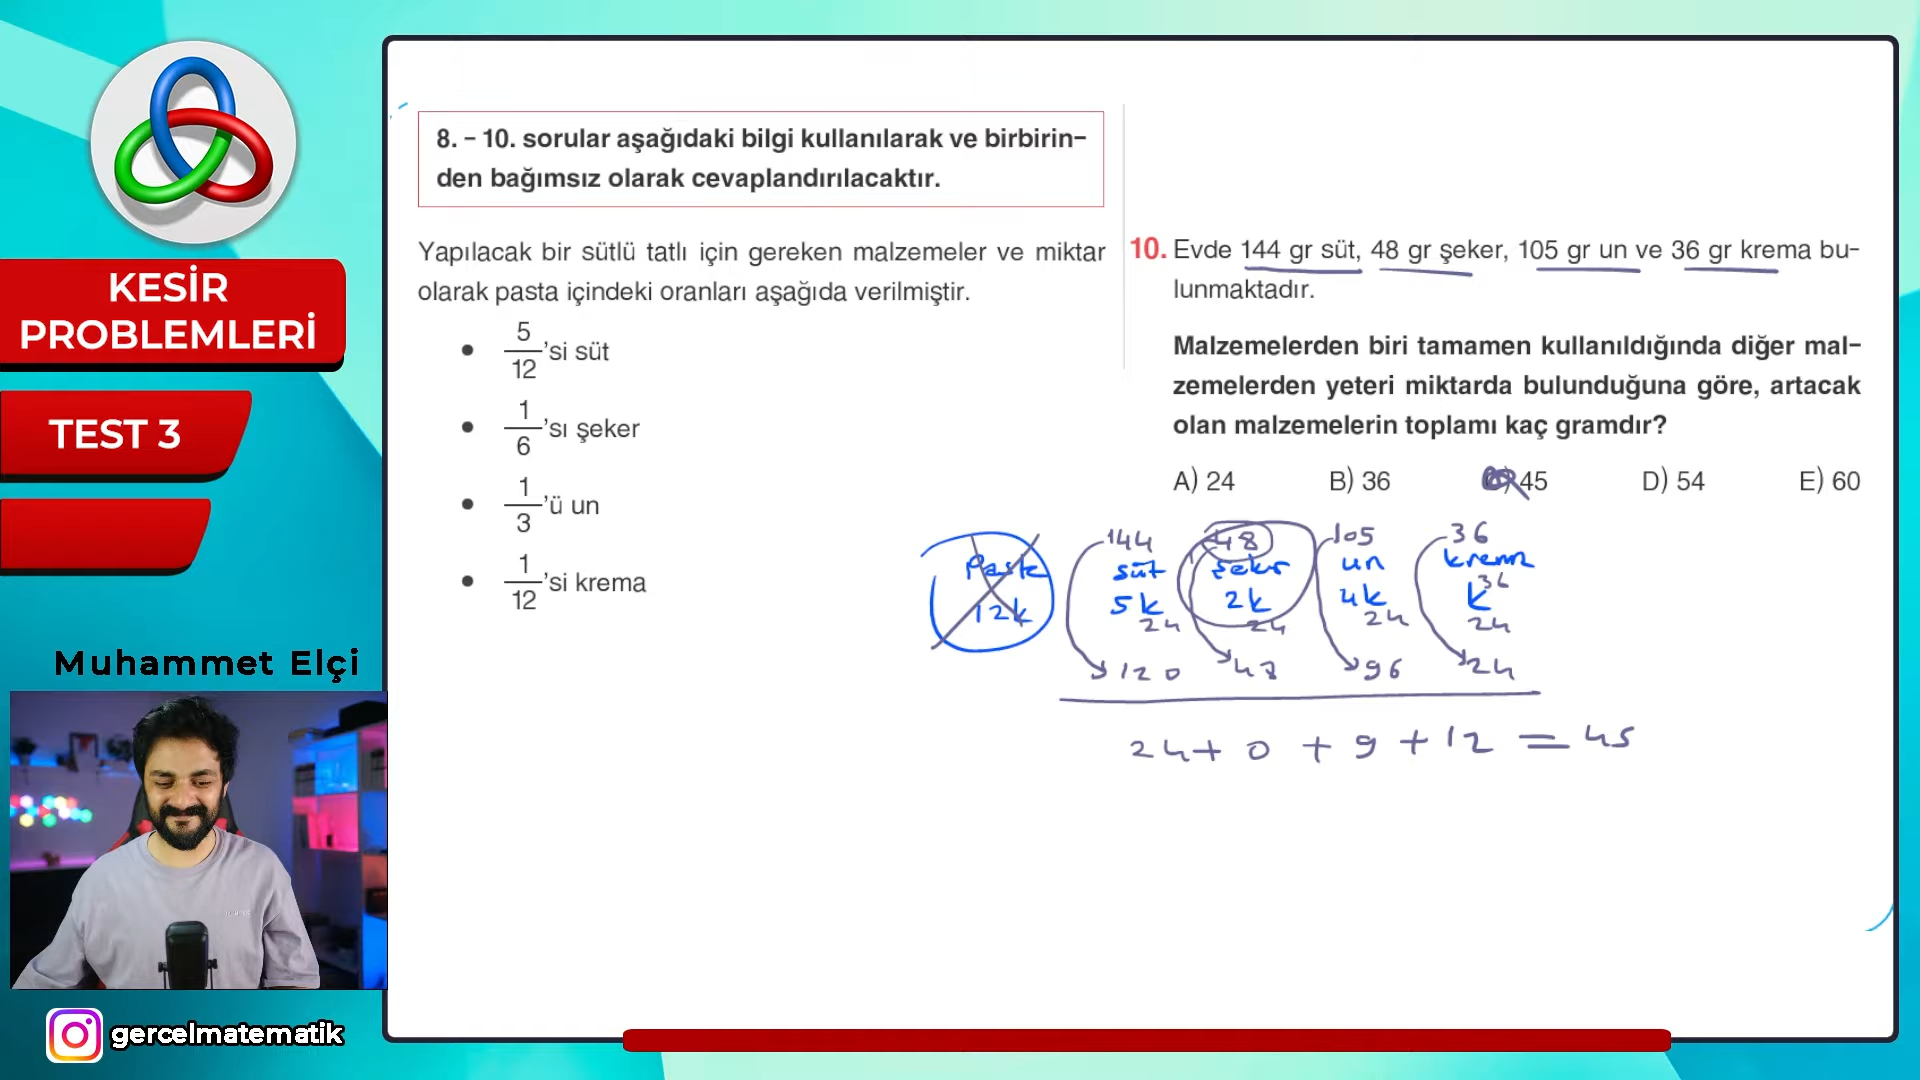 KESİR
PROBLEMLERİ
TEST 3
Muhammet Elçi
gercelmatematik
8. – 10. sorular aşağıdaki bilgi kullanılarak ve birbirin-
den bağımsız olarak cevaplandırılacaktır.
Yapılacak bir sütlü tatlı için gereken malzemeler ve miktar
olarak pasta içindeki oranları aşağıda verilmiştir.
• 5/12 'si süt
• 1/6 'sı şeker
• 1/3 'ü un
• 1/12 'si krema
10. Evde 144 gr süt, 48 gr şeker, 105 gr un ve 36 gr krema bu-
lunmaktadır.
Malzemelerden biri tamamen kullanıldığında diğer mal-
zemelerden yeteri miktarda bulunduğuna göre, artacak
olan malzemelerin toplamı kaç gramdır?
A) 24 B) 36 C) 45 D) 54 E) 60
144 48 105 36
Pasta süt şeker un krema
12k 5k 2k 4k k 36
24 24 24 24
120 48 96 24
24 + 0 + 9 + 12 = 45